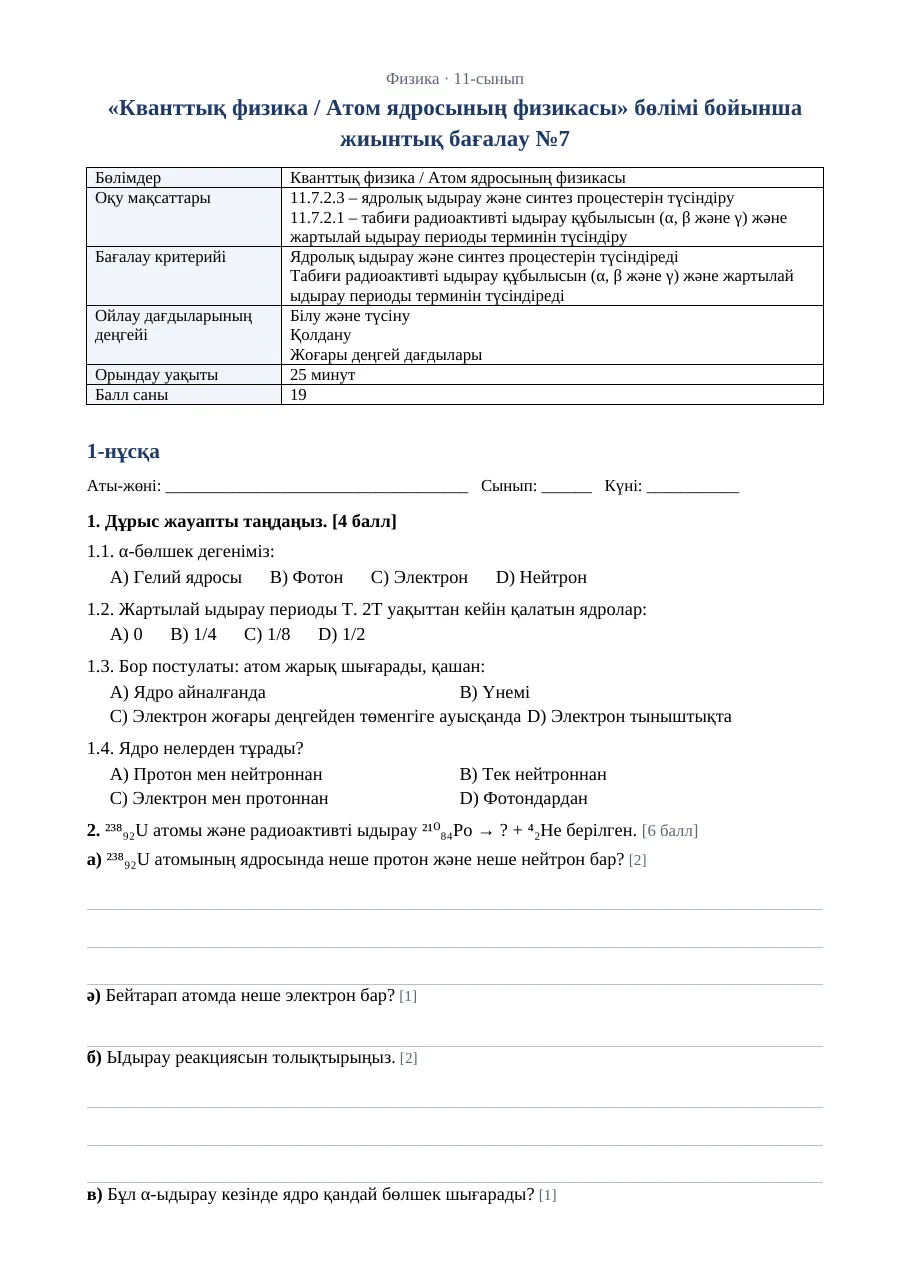 Физика · 11-сынып
«Кванттық физика / Атом ядросының физикасы» бөлімі бойынша
жиынтық бағалау №7
Бөлімдер	Кванттық физика / Атом ядросының физикасы
Оқу мақсаттары	11.7.2.3 – ядролық ыдырау және синтез процестерін түсіндіру
11.7.2.1 – табиғи радиоактивті ыдырау құбылысын (α, β және γ) және
жартылай ыдырау периоды терминін түсіндіру
Бағалау критерийі	Ядролық ыдырау және синтез процестерін түсіндіреді
Табиғи радиоактивті ыдырау құбылысын (α, β және γ) және жартылай
ыдырау периоды терминін түсіндіреді
Ойлау дағдыларының	Білу және түсіну
деңгейі	Қолдану
Жоғары деңгей дағдылары
Орындау уақыты	25 минут
Балл саны	19
1-нұсқа
Аты-жөні: ____________________________________ Сынып: ______ Күні: ___________
1. Дұрыс жауапты таңдаңыз. [4 балл]
1.1. α-бөлшек дегеніміз:
A) Гелий ядросы B) Фотон C) Электрон D) Нейтрон
1.2. Жартылай ыдырау периоды T. 2T уақыттан кейін қалатын ядролар:
A) 0 B) 1/4 C) 1/8 D) 1/2
1.3. Бор постулаты: атом жарық шығарады, қашан:
A) Ядро айналғанда B) Үнемі
C) Электрон жоғары деңгейден төменгіге ауысқанда D) Электрон тыныштықта
1.4. Ядро нелерден тұрады?
A) Протон мен нейтроннан B) Тек нейтроннан
C) Электрон мен протоннан D) Фотондардан
2. ²³⁸₉₂U атомы және радиоактивті ыдырау ²¹⁰₈₄Po → ? + ⁴₂He берілген. [6 балл]
а) ²³⁸₉₂U атомының ядросында неше протон және неше нейтрон бар? [2]
ә) Бейтарап атомда неше электрон бар? [1]
б) Ыдырау реакциясын толықтырыңыз. [2]
в) Бұл α-ыдырау кезінде ядро қандай бөлшек шығарады? [1]